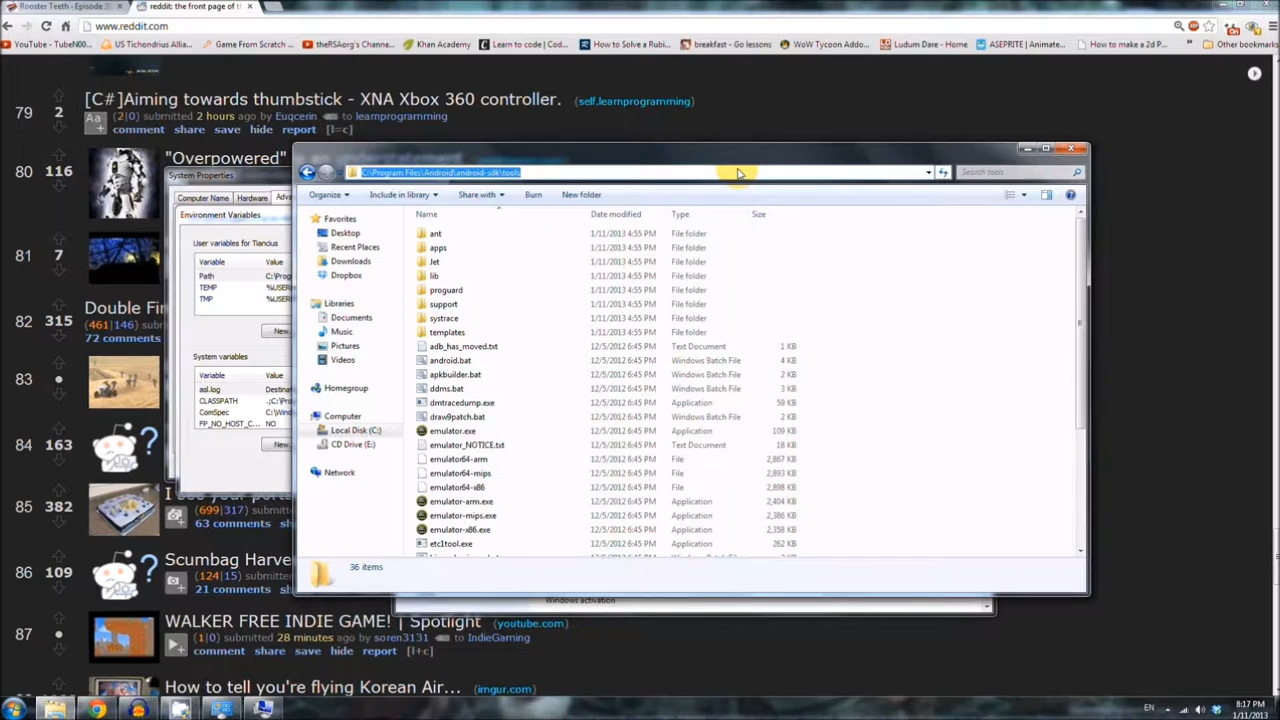 Rooster Teeth - Episode
reddit: the front page of
www.reddit.com
YouTube - TubeN00...
US Tichondrius Allia...
Game From Scratch ...
theRSAorg's Channe...
Khan Academy
Learn to code | Cod...
How to Solve a Rubi...
breakfast - Go lessons
WoW Tycoon Addo...
Ludum Dare - Home
ASEPRITE | Animate...
How to make a 2d P...
Other bookmarks
79
2
[C#]Aiming towards thumbstick - XNA Xbox 360 controller. (self.learnprogramming)
Aa
(2|0) submitted 2 hours ago by Euqcerin to learnprogramming
comment share save hide report [l=c]
80
116
"Overpowered"
System Properties
Computer Name
Hardware
Adva
Environment Variables
User variables for Tiancius
Variable Value
Path C:\Prog
TEMP %USERI
TMP %USERI
New...
System variables
Variable Value
asl.log Destinat
CLASSPATH .;C:\Prog
ComSpec C:\Wind
FP_NO_HOST_C... NO
New...
81
7
Double Fin
82
315
(461|146) subm
72 comments
83
84
163
85
382
I see your port
(699|317) submitte
63 comments
86
109
Scumbag Harve
(124|15) submitte
21 comments
87
WALKER FREE INDIE GAME! | Spotlight (youtube.com)
(1|0) submitted 28 minutes ago by soren3131 to IndieGaming
comment share save hide report [l+c]
How to tell you're flying Korean Air... (imgur.com)
C:\Program Files\Android\android-sdk\tools
Search tools
Organize
Include in library
Share with
Burn
New folder
Favorites
Desktop
Recent Places
Downloads
Dropbox
Libraries
Documents
Music
Pictures
Videos
Homegroup
Computer
Local Disk (C:)
CD Drive (E:)
Network
Name Date modified Type Size
ant 1/11/2013 4:55 PM File folder
apps 1/11/2013 4:55 PM File folder
Jet 1/11/2013 4:55 PM File folder
lib 1/11/2013 4:55 PM File folder
proguard 1/11/2013 4:55 PM File folder
support 1/11/2013 4:55 PM File folder
systrace 1/11/2013 4:55 PM File folder
templates 1/11/2013 4:55 PM File folder
adb_has_moved.txt 12/5/2012 6:45 PM Text Document 1 KB
android.bat 12/5/2012 6:45 PM Windows Batch File 4 KB
apkbuilder.bat 12/5/2012 6:45 PM Windows Batch File 2 KB
ddms.bat 12/5/2012 6:45 PM Windows Batch File 3 KB
dmtracedump.exe 12/5/2012 6:45 PM Application 59 KB
draw9patch.bat 12/5/2012 6:45 PM Windows Batch File 2 KB
emulator.exe 12/5/2012 6:45 PM Application 109 KB
emulator_NOTICE.txt 12/5/2012 6:45 PM Text Document 18 KB
emulator64-arm 12/5/2012 6:45 PM File 2,867 KB
emulator64-mips 12/5/2012 6:45 PM File 2,893 KB
emulator64-x86 12/5/2012 6:45 PM File 2,898 KB
emulator-arm.exe 12/5/2012 6:45 PM Application 2,404 KB
emulator-mips.exe 12/5/2012 6:45 PM Application 2,386 KB
emulator-x86.exe 12/5/2012 6:45 PM Application 2,358 KB
etc1tool.exe 12/5/2012 6:45 PM Application 262 KB
36 items
Windows activation
EN
8:17 PM
1/11/2013